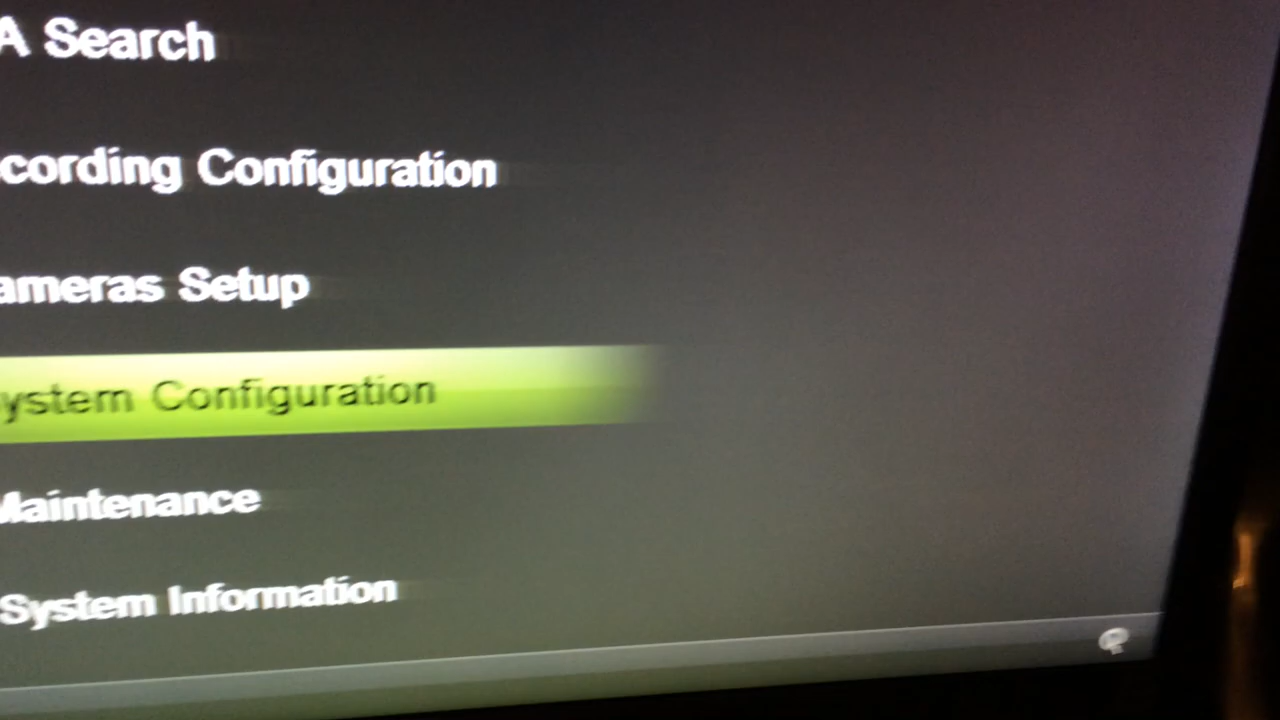 A Search
cording Configuration
ameras Setup
ystem Configuration
Maintenance
System Information